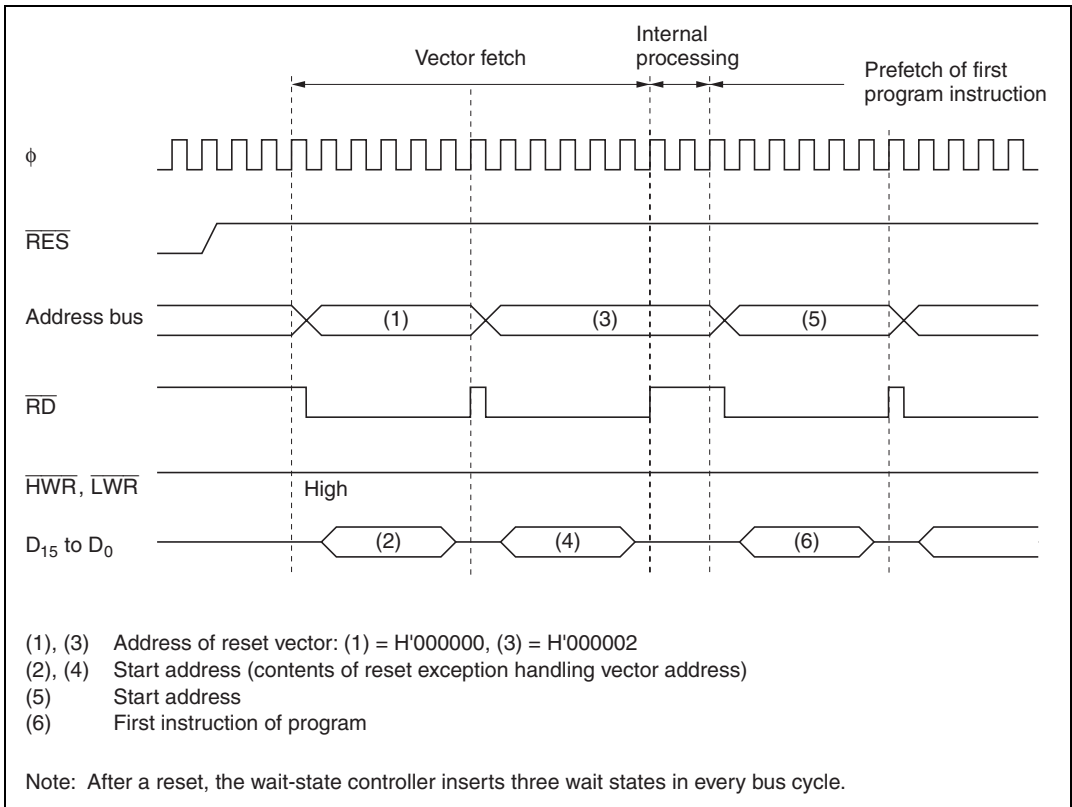 Vector fetch
Internal
processing
Prefetch of first
program instruction
ϕ
RES
Address bus
(1)
(3)
(5)
RD
HWR, LWR
High
D15 to D0
(2)
(4)
(6)
(1), (3) Address of reset vector: (1) = H'000000, (3) = H'000002
(2), (4) Start address (contents of reset exception handling vector address)
(5) Start address
(6) First instruction of program
Note: After a reset, the wait-state controller inserts three wait states in every bus cycle.